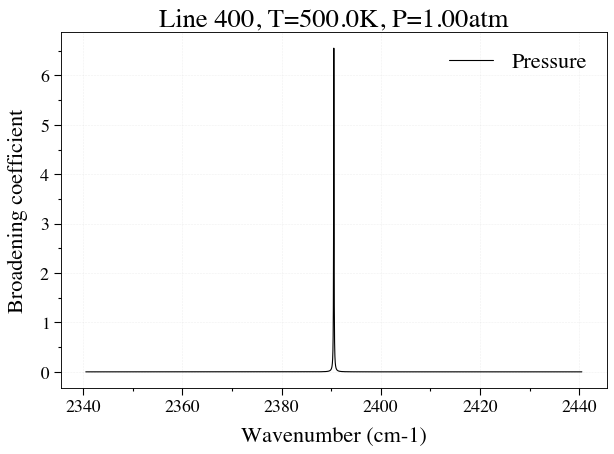 Line 400, T=500.0K, P=1.00atm
Pressure
Broadening coefficient
6
5
4
3
2
1
0
2340 2360 2380 2400 2420 2440
Wavenumber (cm-1)